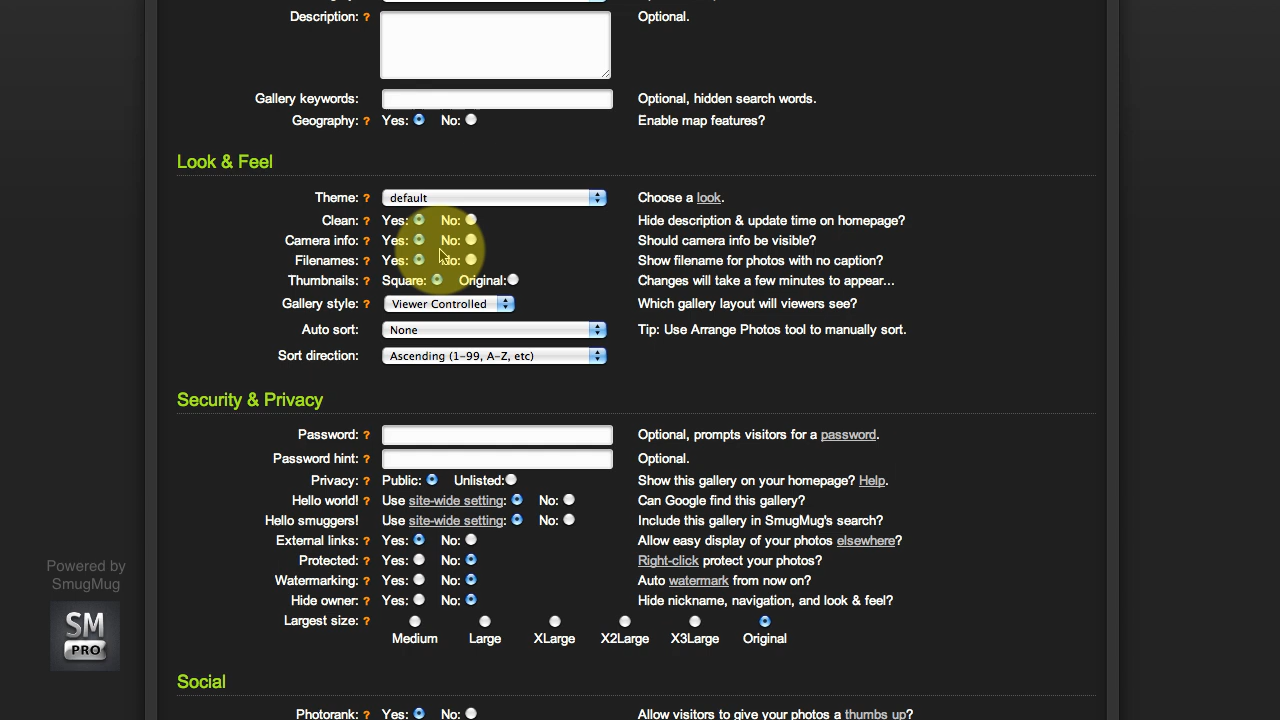 Description: ? Optional.
Gallery keywords: Optional, hidden search words.
Geography: ? Yes: No: Enable map features?
Look & Feel
Theme: ? default Choose a look.
Clean: ? Yes: No: Hide description & update time on homepage?
Camera info: ? Yes: No: Should camera info be visible?
Filenames: ? Yes: No: Show filename for photos with no caption?
Thumbnails: ? Square: Original: Changes will take a few minutes to appear...
Gallery style: ? Viewer Controlled Which gallery layout will viewers see?
Auto sort: None Tip: Use Arrange Photos tool to manually sort.
Sort direction: Ascending (1-99, A-Z, etc)
Security & Privacy
Password: ? Optional, prompts visitors for a password.
Password hint: ? Optional.
Privacy: ? Public: Unlisted: Show this gallery on your homepage? Help.
Hello world! ? Use site-wide setting: No: Can Google find this gallery?
Hello smuggers! Use site-wide setting: No: Include this gallery in SmugMug's search?
External links: ? Yes: No: Allow easy display of your photos elsewhere?
Protected: ? Yes: No: Right-click protect your photos?
Watermarking: ? Yes: No: Auto watermark from now on?
Hide owner: ? Yes: No: Hide nickname, navigation, and look & feel?
Largest size: ?
Medium Large XLarge X2Large X3Large Original
Powered by
SmugMug
SM
PRO
Social
Photorank: ? Yes: No: Allow visitors to give your photos a thumbs up?